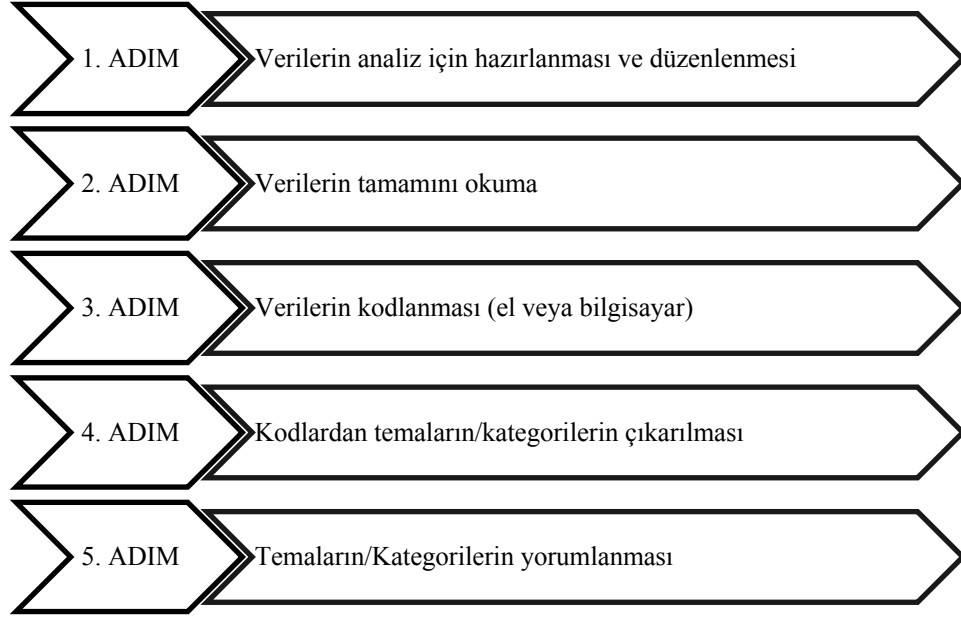 1. ADIM Verilerin analiz için hazırlanması ve düzenlenmesi
2. ADIM Verilerin tamamını okuma
3. ADIM Verilerin kodlanması (el veya bilgisayar)
4. ADIM Kodlardan temaların/kategorilerin çıkarılması
5. ADIM Temaların/Kategorilerin yorumlanması